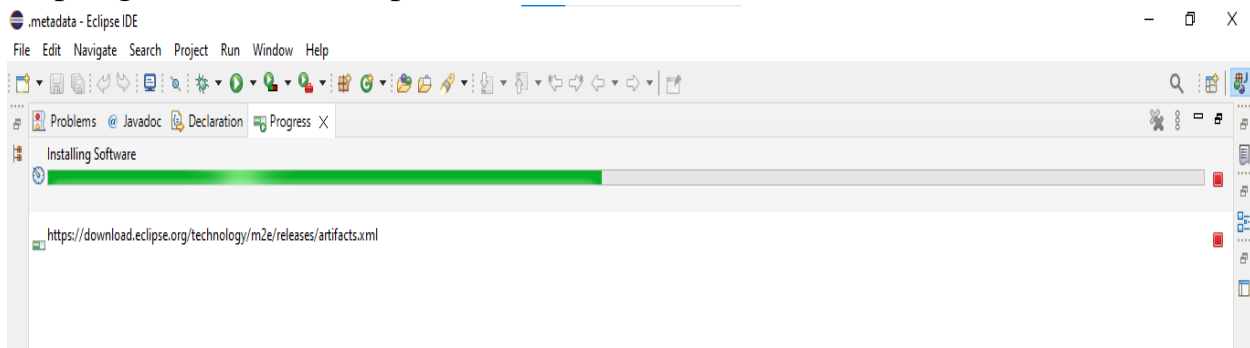 .metadata - Eclipse IDE
File Edit Navigate Search Project Run Window Help
Problems @ Javadoc Declaration Progress
Installing Software
https://download.eclipse.org/technology/m2e/releases/artifacts.xml